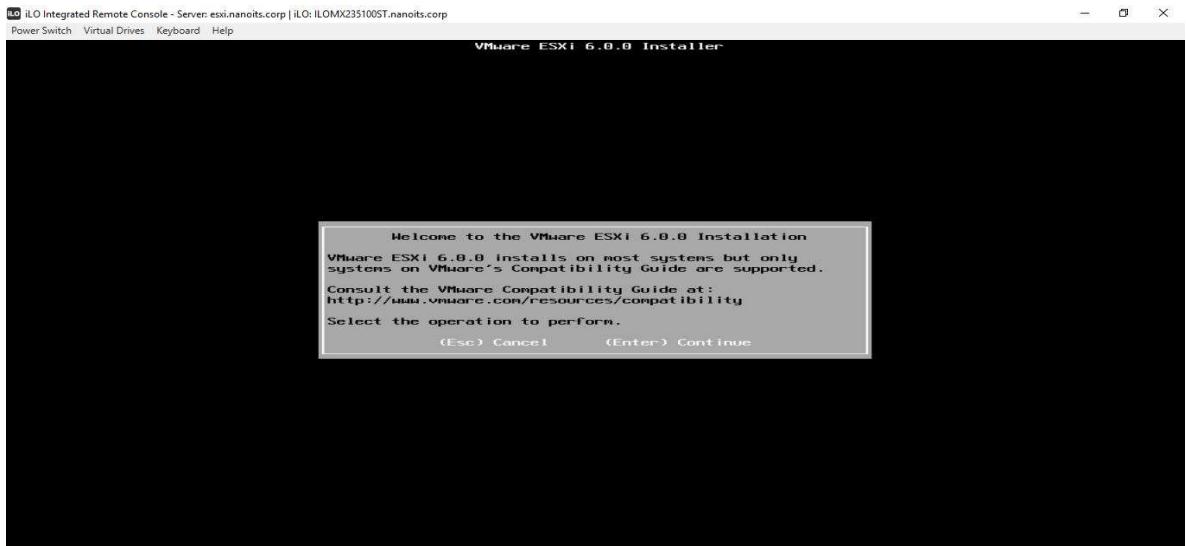 iLO iLO Integrated Remote Console - Server: esxi.nanoits.corp | iLO: ILOMX235100ST.nanoits.corp
Power Switch Virtual Drives Keyboard Help
VMware ESXi 6.0.0 Installer
Welcome to the VMware ESXi 6.0.0 Installation
VMware ESXi 6.0.0 installs on most systems but only
systems on VMware's Compatibility Guide are supported.
Consult the VMware Compatibility Guide at:
http://www.vmware.com/resources/compatibility
Select the operation to perform.
(Esc) Cancel (Enter) Continue